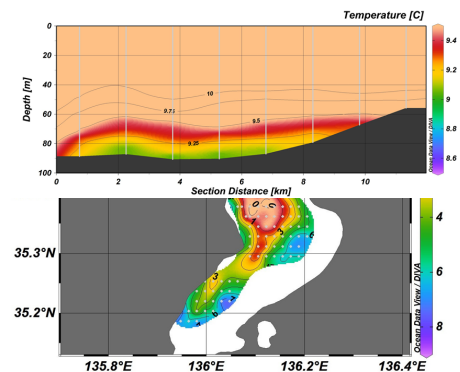 Temperature [C]
0
20
40
60
80
100
Depth [m]
10
9.75
9.5
9.25
9.4
9.2
9
8.8
8.6
Ocean Data View / DIVA
0
2
4
6
8
10
Section Distance [km]
35.3°N
35.2°N
0
3
4
6
8
Ocean Data View / DIVA
135.8°E
136°E
136.2°E
136.4°E